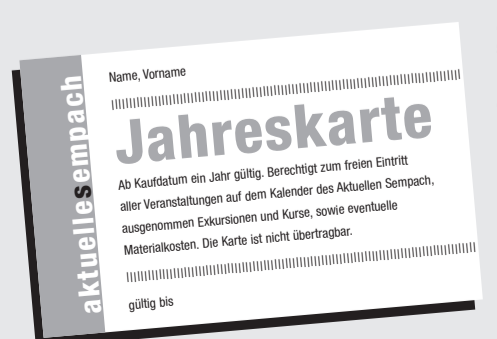 aktuellesempach
Name, Vorname
Jahreskarte
Ab Kaufdatum ein Jahr gültig. Berechtigt zum freien Eintritt
aller Veranstaltungen auf dem Kalender des Aktuellen Sempach,
ausgenommen Exkursionen und Kurse, sowie eventuelle
Materialkosten. Die Karte ist nicht übertragbar.
gültig bis